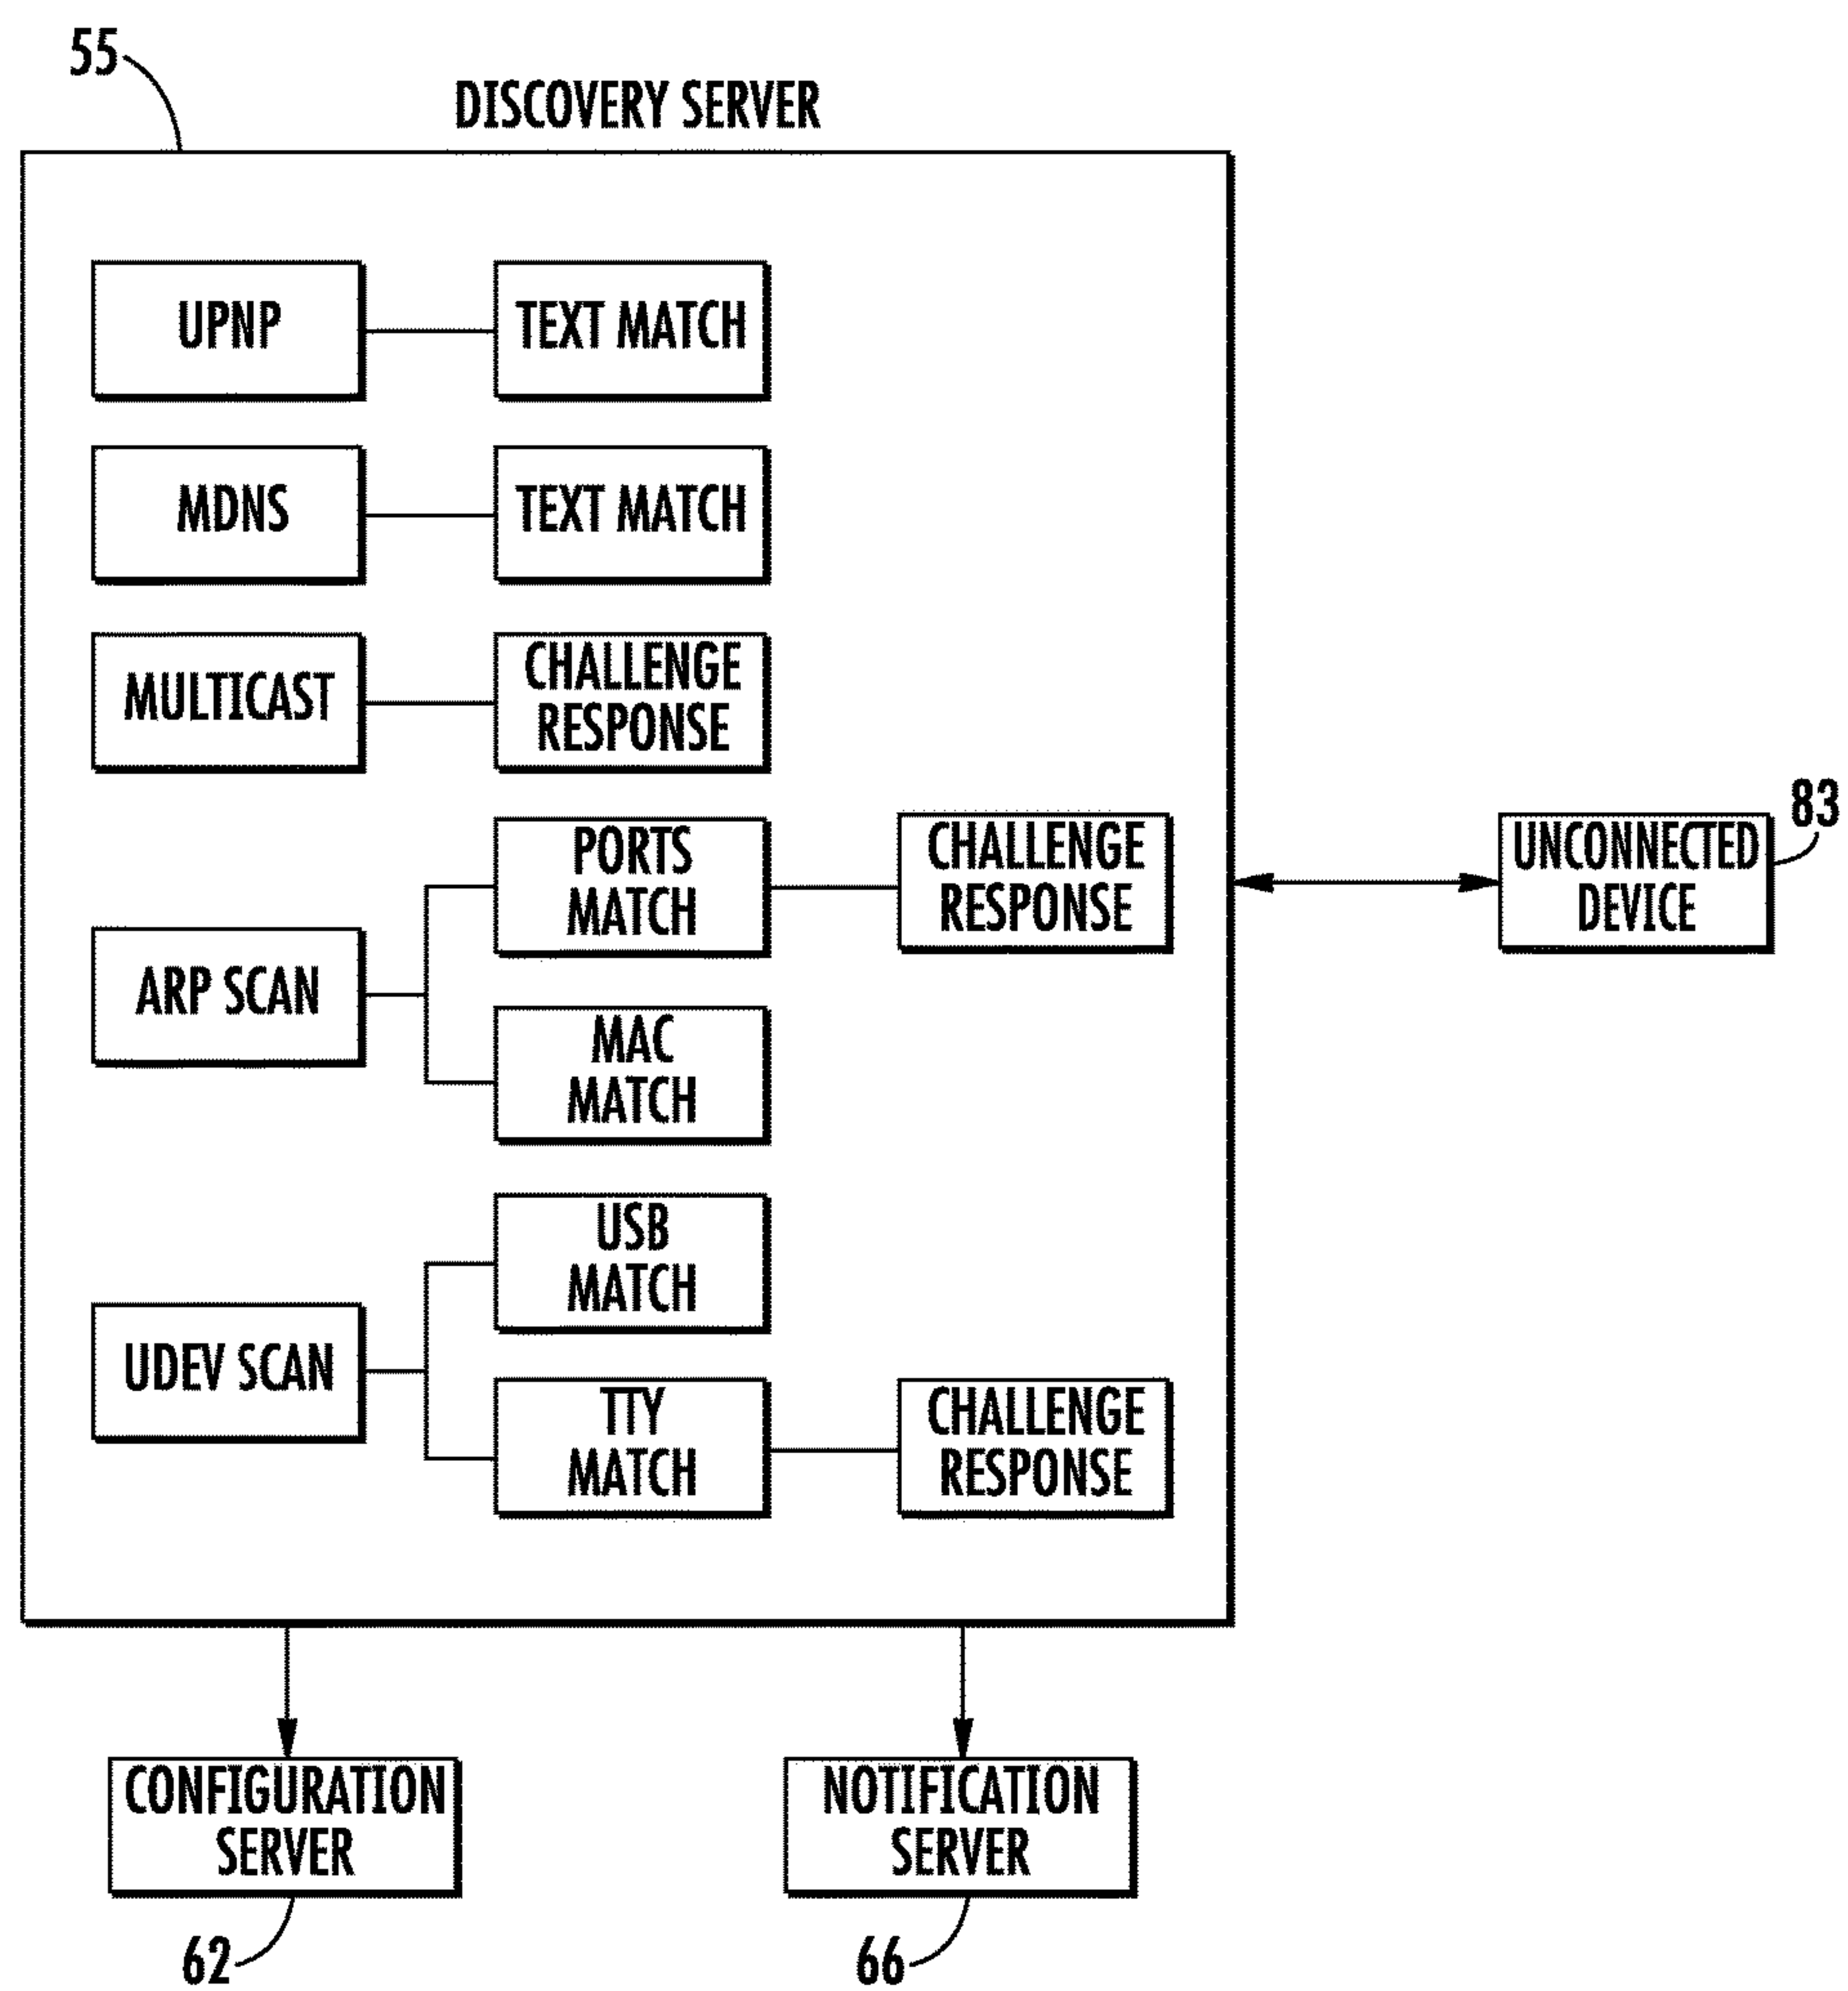 55
DISCOVERY SERVER
UPNP
TEXT MATCH
MDNS
TEXT MATCH
MULTICAST
CHALLENGE
RESPONSE
PORTS
MATCH
CHALLENGE
RESPONSE
UNCONNECTED
DEVICE
83
ARP SCAN
MAC
MATCH
USB
MATCH
UDEV SCAN
TTY
MATCH
CHALLENGE
RESPONSE
CONFIGURATION
SERVER
62
NOTIFICATION
SERVER
66